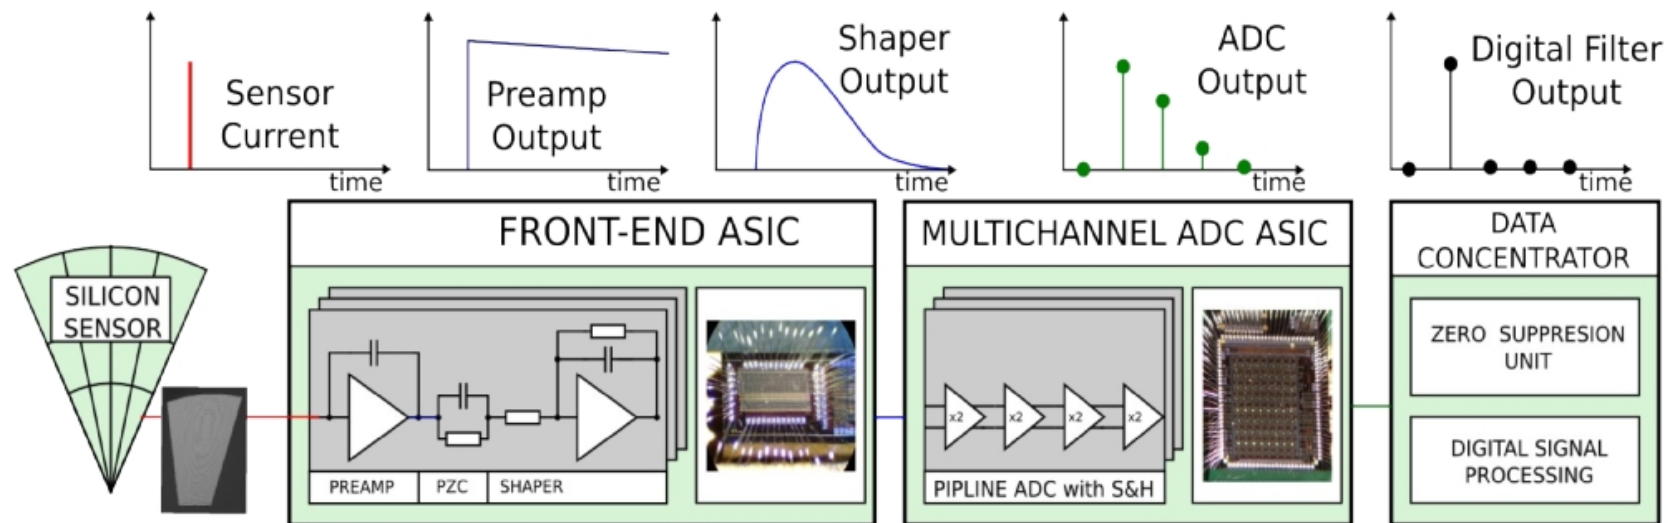 Sensor
Current
time
Preamp
Output
time
Shaper
Output
time
ADC
Output
time
Digital Filter
Output
time
SILICON
SENSOR
FRONT-END ASIC
PREAMP
PZC
SHAPER
MULTICHANNEL ADC ASIC
x2
x2
x2
x2
PIPLINE ADC with S&H
DATA
CONCENTRATOR
ZERO SUPPRESION
UNIT
DIGITAL SIGNAL
PROCESSING